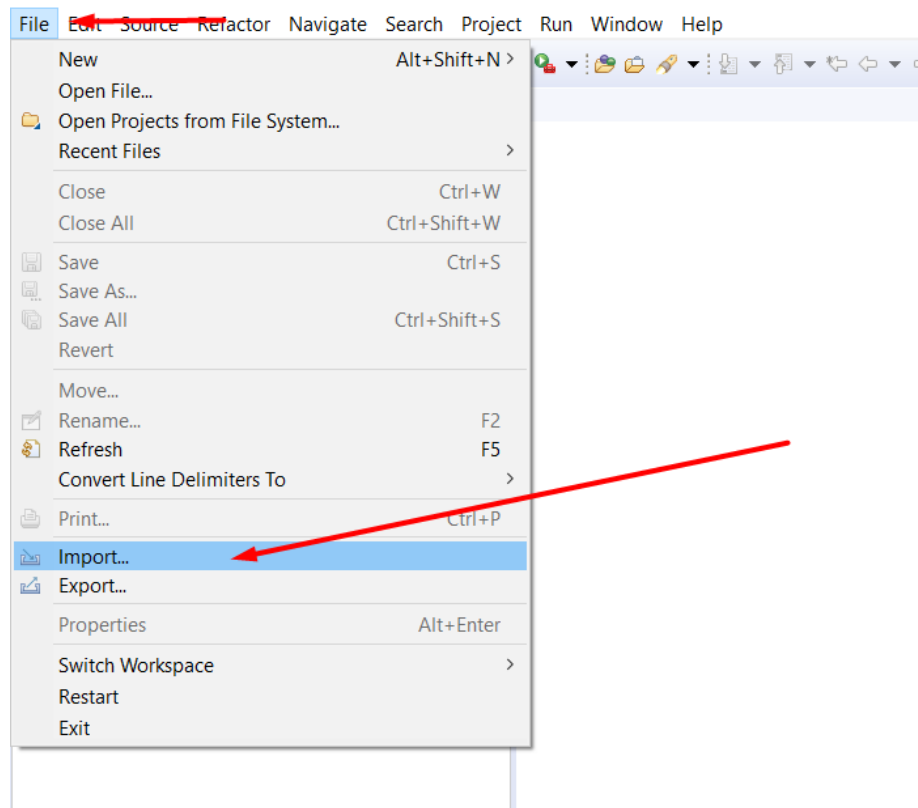 File Edit Source Refactor Navigate Search Project Run Window Help
New Alt+Shift+N >
Open File...
Open Projects from File System...
Recent Files >
Close Ctrl+W
Close All Ctrl+Shift+W
Save Ctrl+S
Save As...
Save All Ctrl+Shift+S
Revert
Move...
Rename... F2
Refresh F5
Convert Line Delimiters To >
Print... Ctrl+P
Import...
Export...
Properties Alt+Enter
Switch Workspace >
Restart
Exit